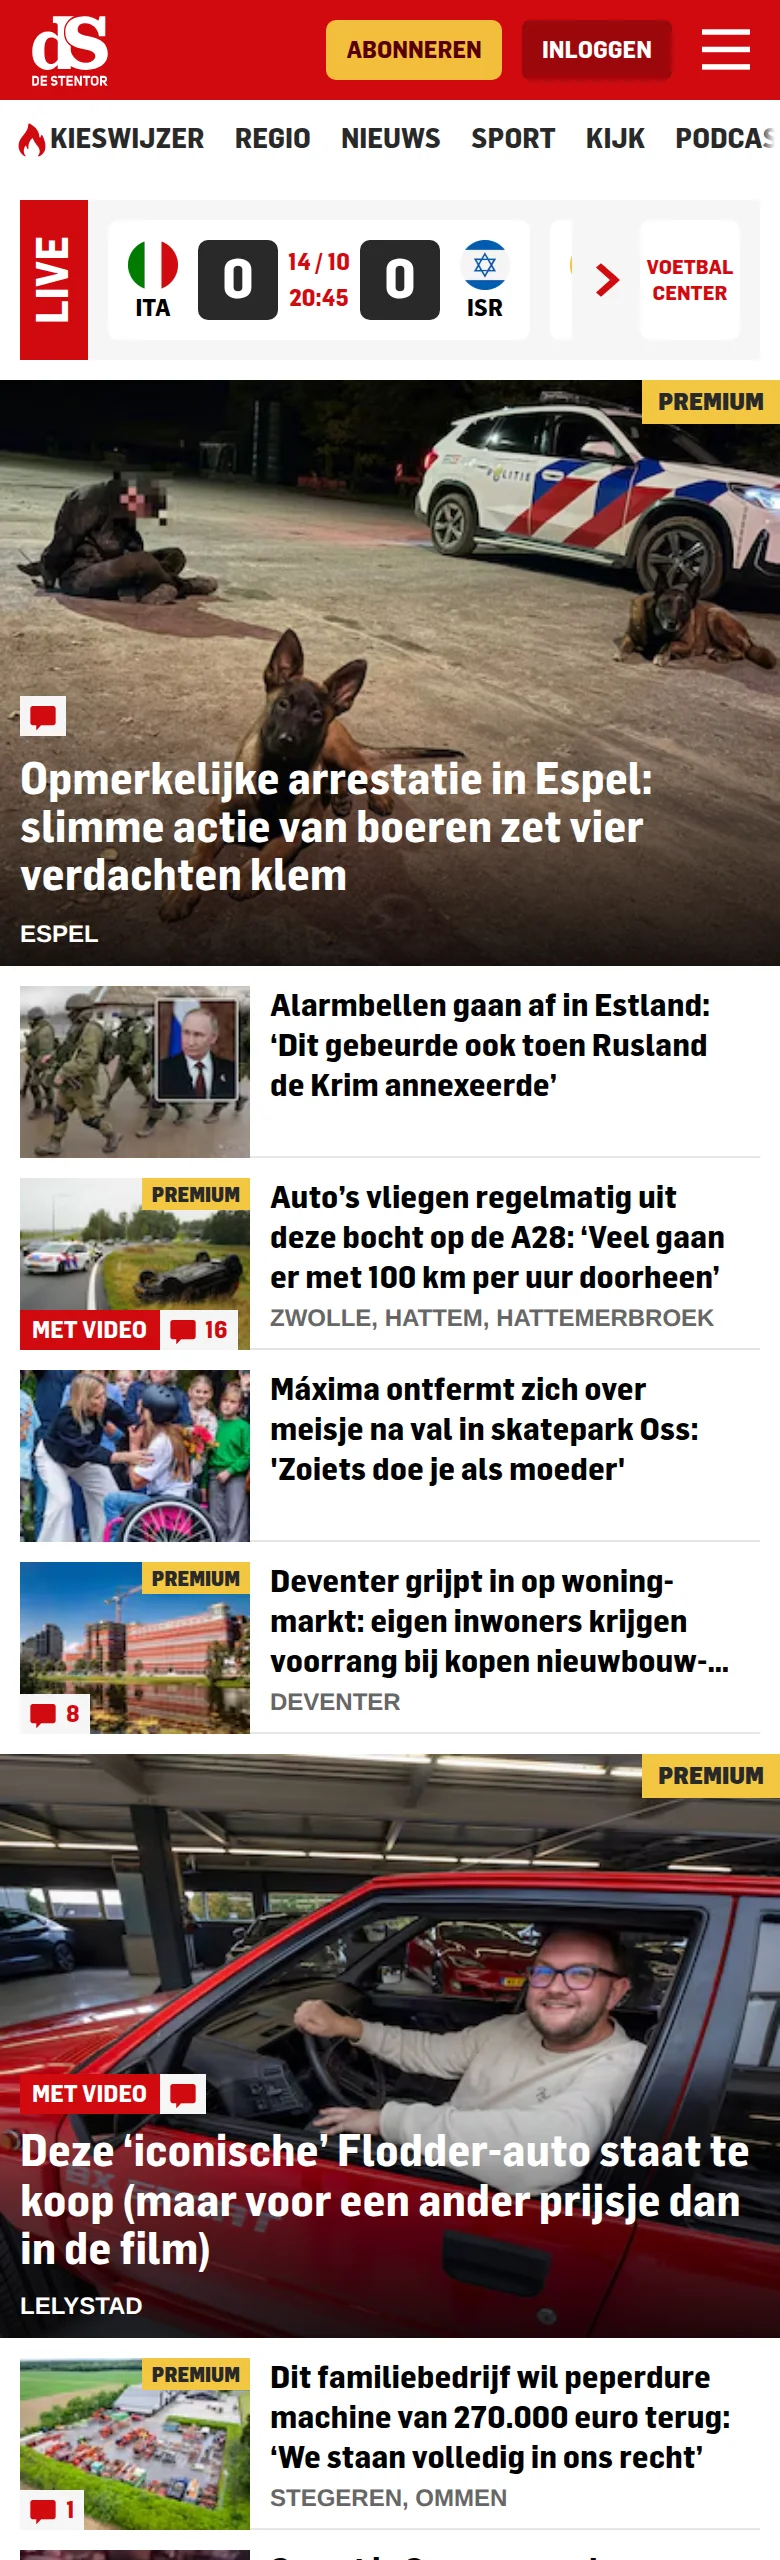 dS
DE STENTOR
ABONNEREN
INLOGGEN
KIESWIJZER REGIO NIEUWS SPORT KIJK PODCAS
LIVE
ITA
0
14 / 10
20:45
0
ISR
VOETBAL
CENTER
PREMIUM
POLITIE
Opmerkelijke arrestatie in Espel:
slimme actie van boeren zet vier
verdachten klem
ESPEL
Alarmbellen gaan af in Estland:
‘Dit gebeurde ook toen Rusland
de Krim annexeerde’
PREMIUM
MET VIDEO
16
Auto’s vliegen regelmatig uit
deze bocht op de A28: ‘Veel gaan
er met 100 km per uur doorheen’
ZWOLLE, HATTEM, HATTEMERBROEK
Máxima ontfermt zich over
meisje na val in skatepark Oss:
'Zoiets doe je als moeder'
PREMIUM
8
Deventer grijpt in op woning-
markt: eigen inwoners krijgen
voorrang bij kopen nieuwbouw-...
DEVENTER
PREMIUM
MET VIDEO
Deze ‘iconische’ Flodder-auto staat te
koop (maar voor een ander prijsje dan
in de film)
LELYSTAD
PREMIUM
1
Dit familiebedrijf wil peperdure
machine van 270.000 euro terug:
‘We staan volledig in ons recht’
STEGEREN, OMMEN